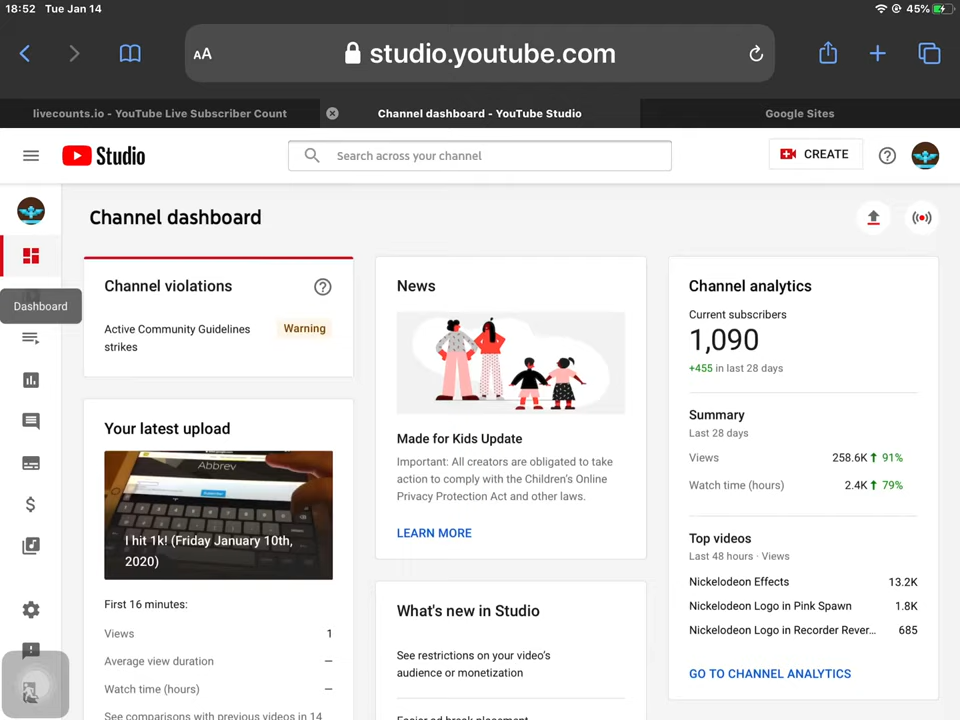 18:52 Tue Jan 14
45%
AA
studio.youtube.com
livecounts.io - YouTube Live Subscriber Count
Channel dashboard - YouTube Studio
Google Sites
Studio
Search across your channel
CREATE
Channel dashboard
Dashboard
Channel violations
Active Community Guidelines
strikes
Warning
Your latest upload
Abbrev
I hit 1k! (Friday January 10th,
2020)
First 16 minutes:
Views 1
Average view duration –
Watch time (hours) –
See comparisons with previous videos in 14
News
Made for Kids Update
Important: All creators are obligated to take
action to comply with the Children's Online
Privacy Protection Act and other laws.
LEARN MORE
What's new in Studio
See restrictions on your video's
audience or monetization
Easier ad break placement
Channel analytics
Current subscribers
1,090
+455 in last 28 days
Summary
Last 28 days
Views 258.6K 91%
Watch time (hours) 2.4K 79%
Top videos
Last 48 hours · Views
Nickelodeon Effects 13.2K
Nickelodeon Logo in Pink Spawn 1.8K
Nickelodeon Logo in Recorder Rever... 685
GO TO CHANNEL ANALYTICS